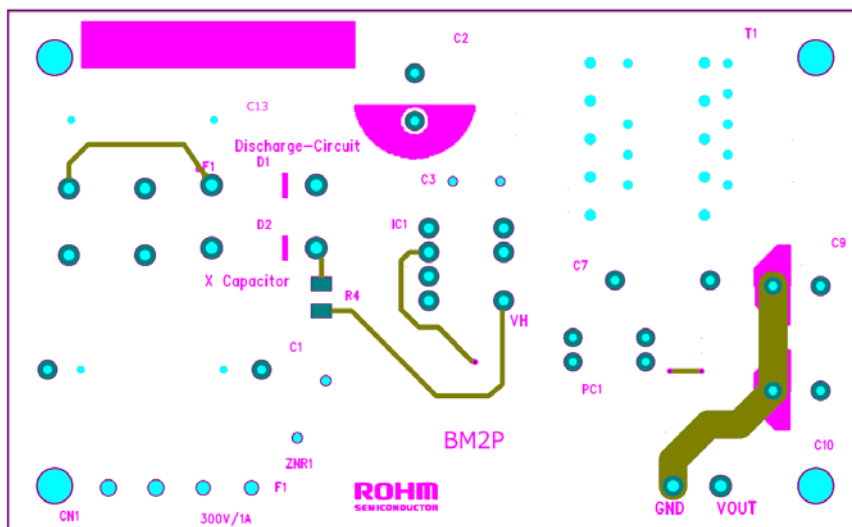 C2
T1
C13
Discharge-Circuit
LF1
D1
C3
D2
IC1
C9
X Capacitor
C7
R4
VH
C1
PC1
BM2P
C10
ZNR1
F1
ROHM
SEMICONDUCTOR
GND
VOUT
CN1
300V/1A